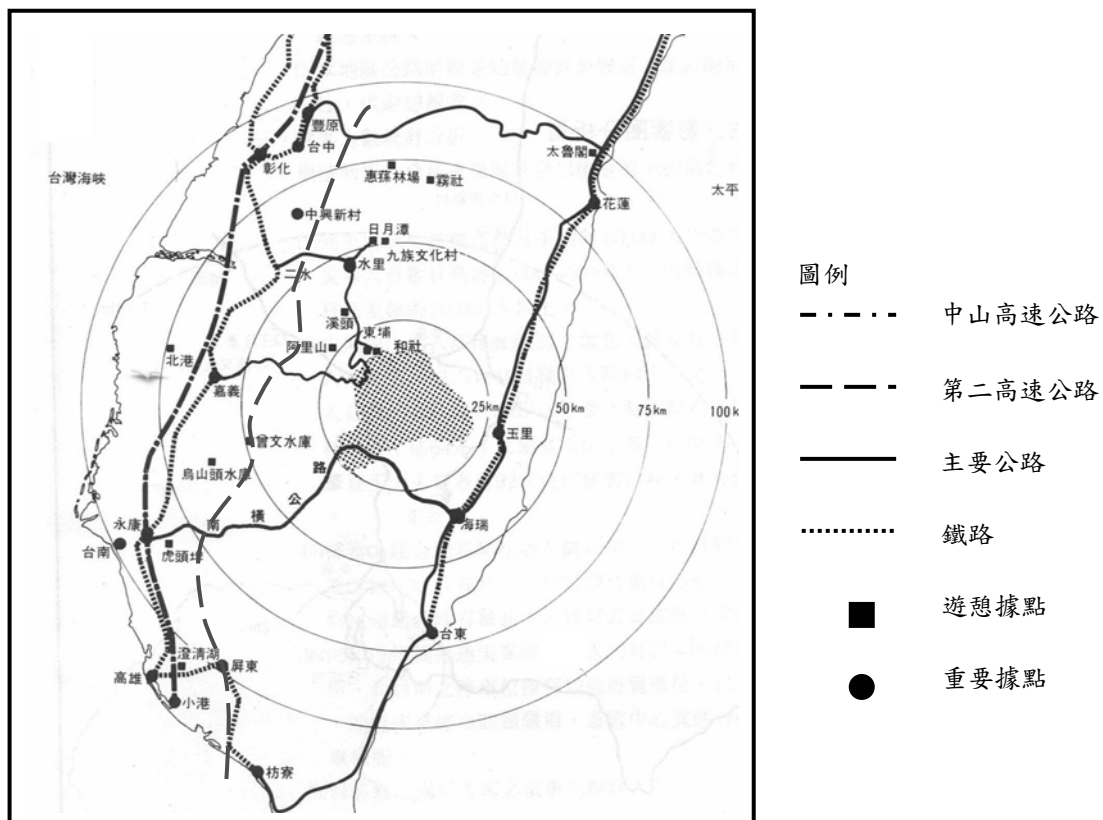 豐原
台中
彰化
太魯閣
惠蓀林場
霧社
台灣海峽
太平
花蓮
中興新村
日月潭
九族文化村
水里
二水
溪頭
東埔
和社
阿里山
北港
嘉義
25km
50km
75km
100k
玉里
曾文水庫
烏山頭水庫
南橫公路
海瑞
永康
台南
虎頭埤
台東
澄清湖
屏東
高雄
小港
枋寮
圖例
中山高速公路
第二高速公路
主要公路
鐵路
遊憩據點
重要據點